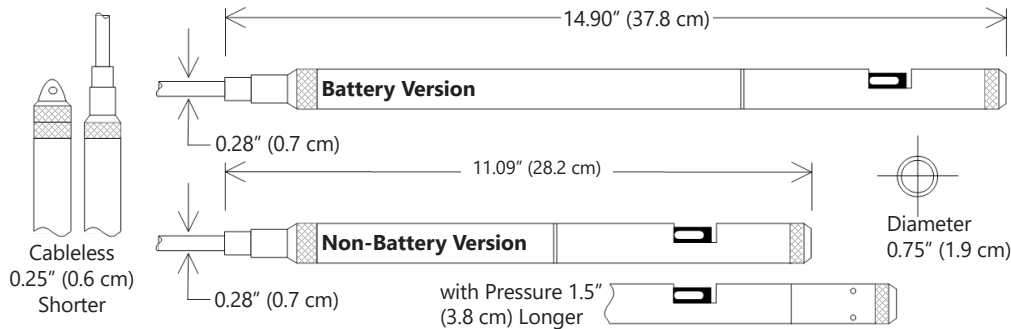 14.90” (37.8 cm)
Battery Version
0.28” (0.7 cm)
11.09” (28.2 cm)
Non-Battery Version
0.28” (0.7 cm)
Cableless
0.25” (0.6 cm)
Shorter
Diameter
0.75” (1.9 cm)
with Pressure 1.5”
(3.8 cm) Longer